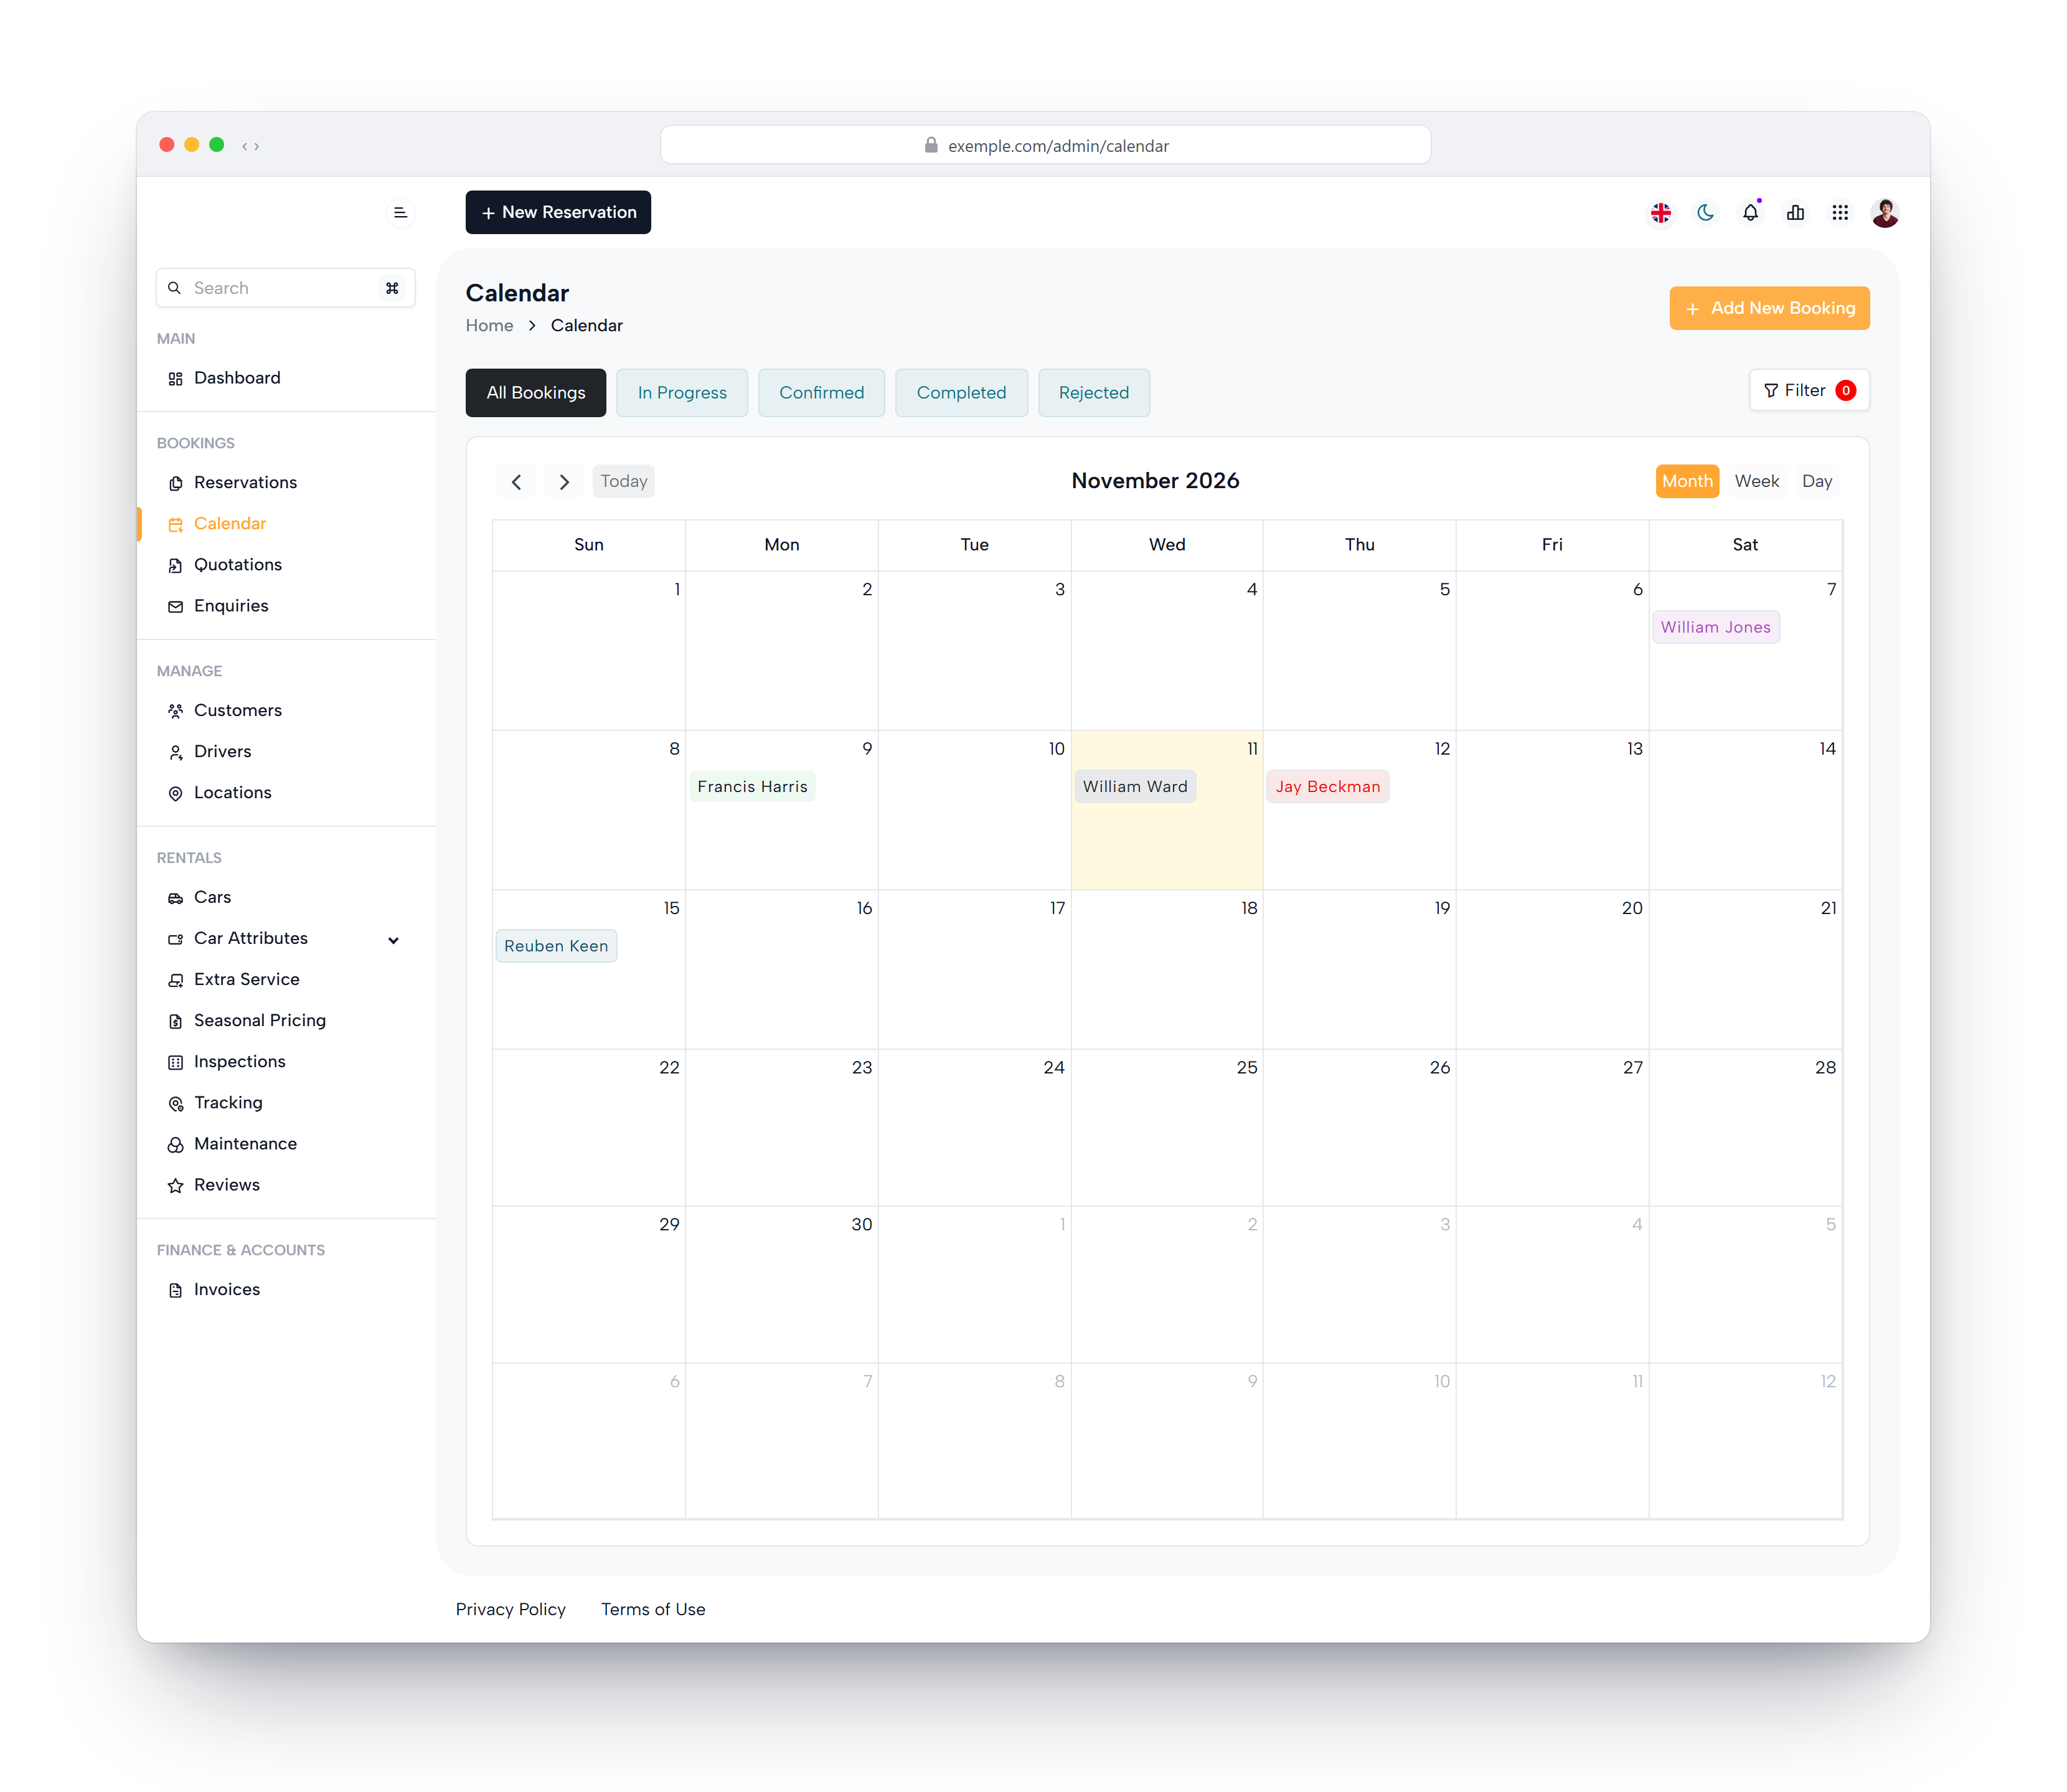 exemple.com/admin/calendar
+ New Reservation
Search ⌘
MAIN
Dashboard
BOOKINGS
Reservations
Calendar
Quotations
Enquiries
MANAGE
Customers
Drivers
Locations
RENTALS
Cars
Car Attributes
Extra Service
Seasonal Pricing
Inspections
Tracking
Maintenance
Reviews
FINANCE & ACCOUNTS
Invoices
Calendar
Home > Calendar
+ Add New Booking
All Bookings In Progress Confirmed Completed Rejected
Filter 0
Today November 2026 Month Week Day
Sun Mon Tue Wed Thu Fri Sat
1 2 3 4 5 6 7
William Jones
8 9 10 11 12 13 14
Francis Harris William Ward Jay Beckman
15 16 17 18 19 20 21
Reuben Keen
22 23 24 25 26 27 28
29 30 1 2 3 4 5
6 7 8 9 10 11 12
Privacy Policy Terms of Use